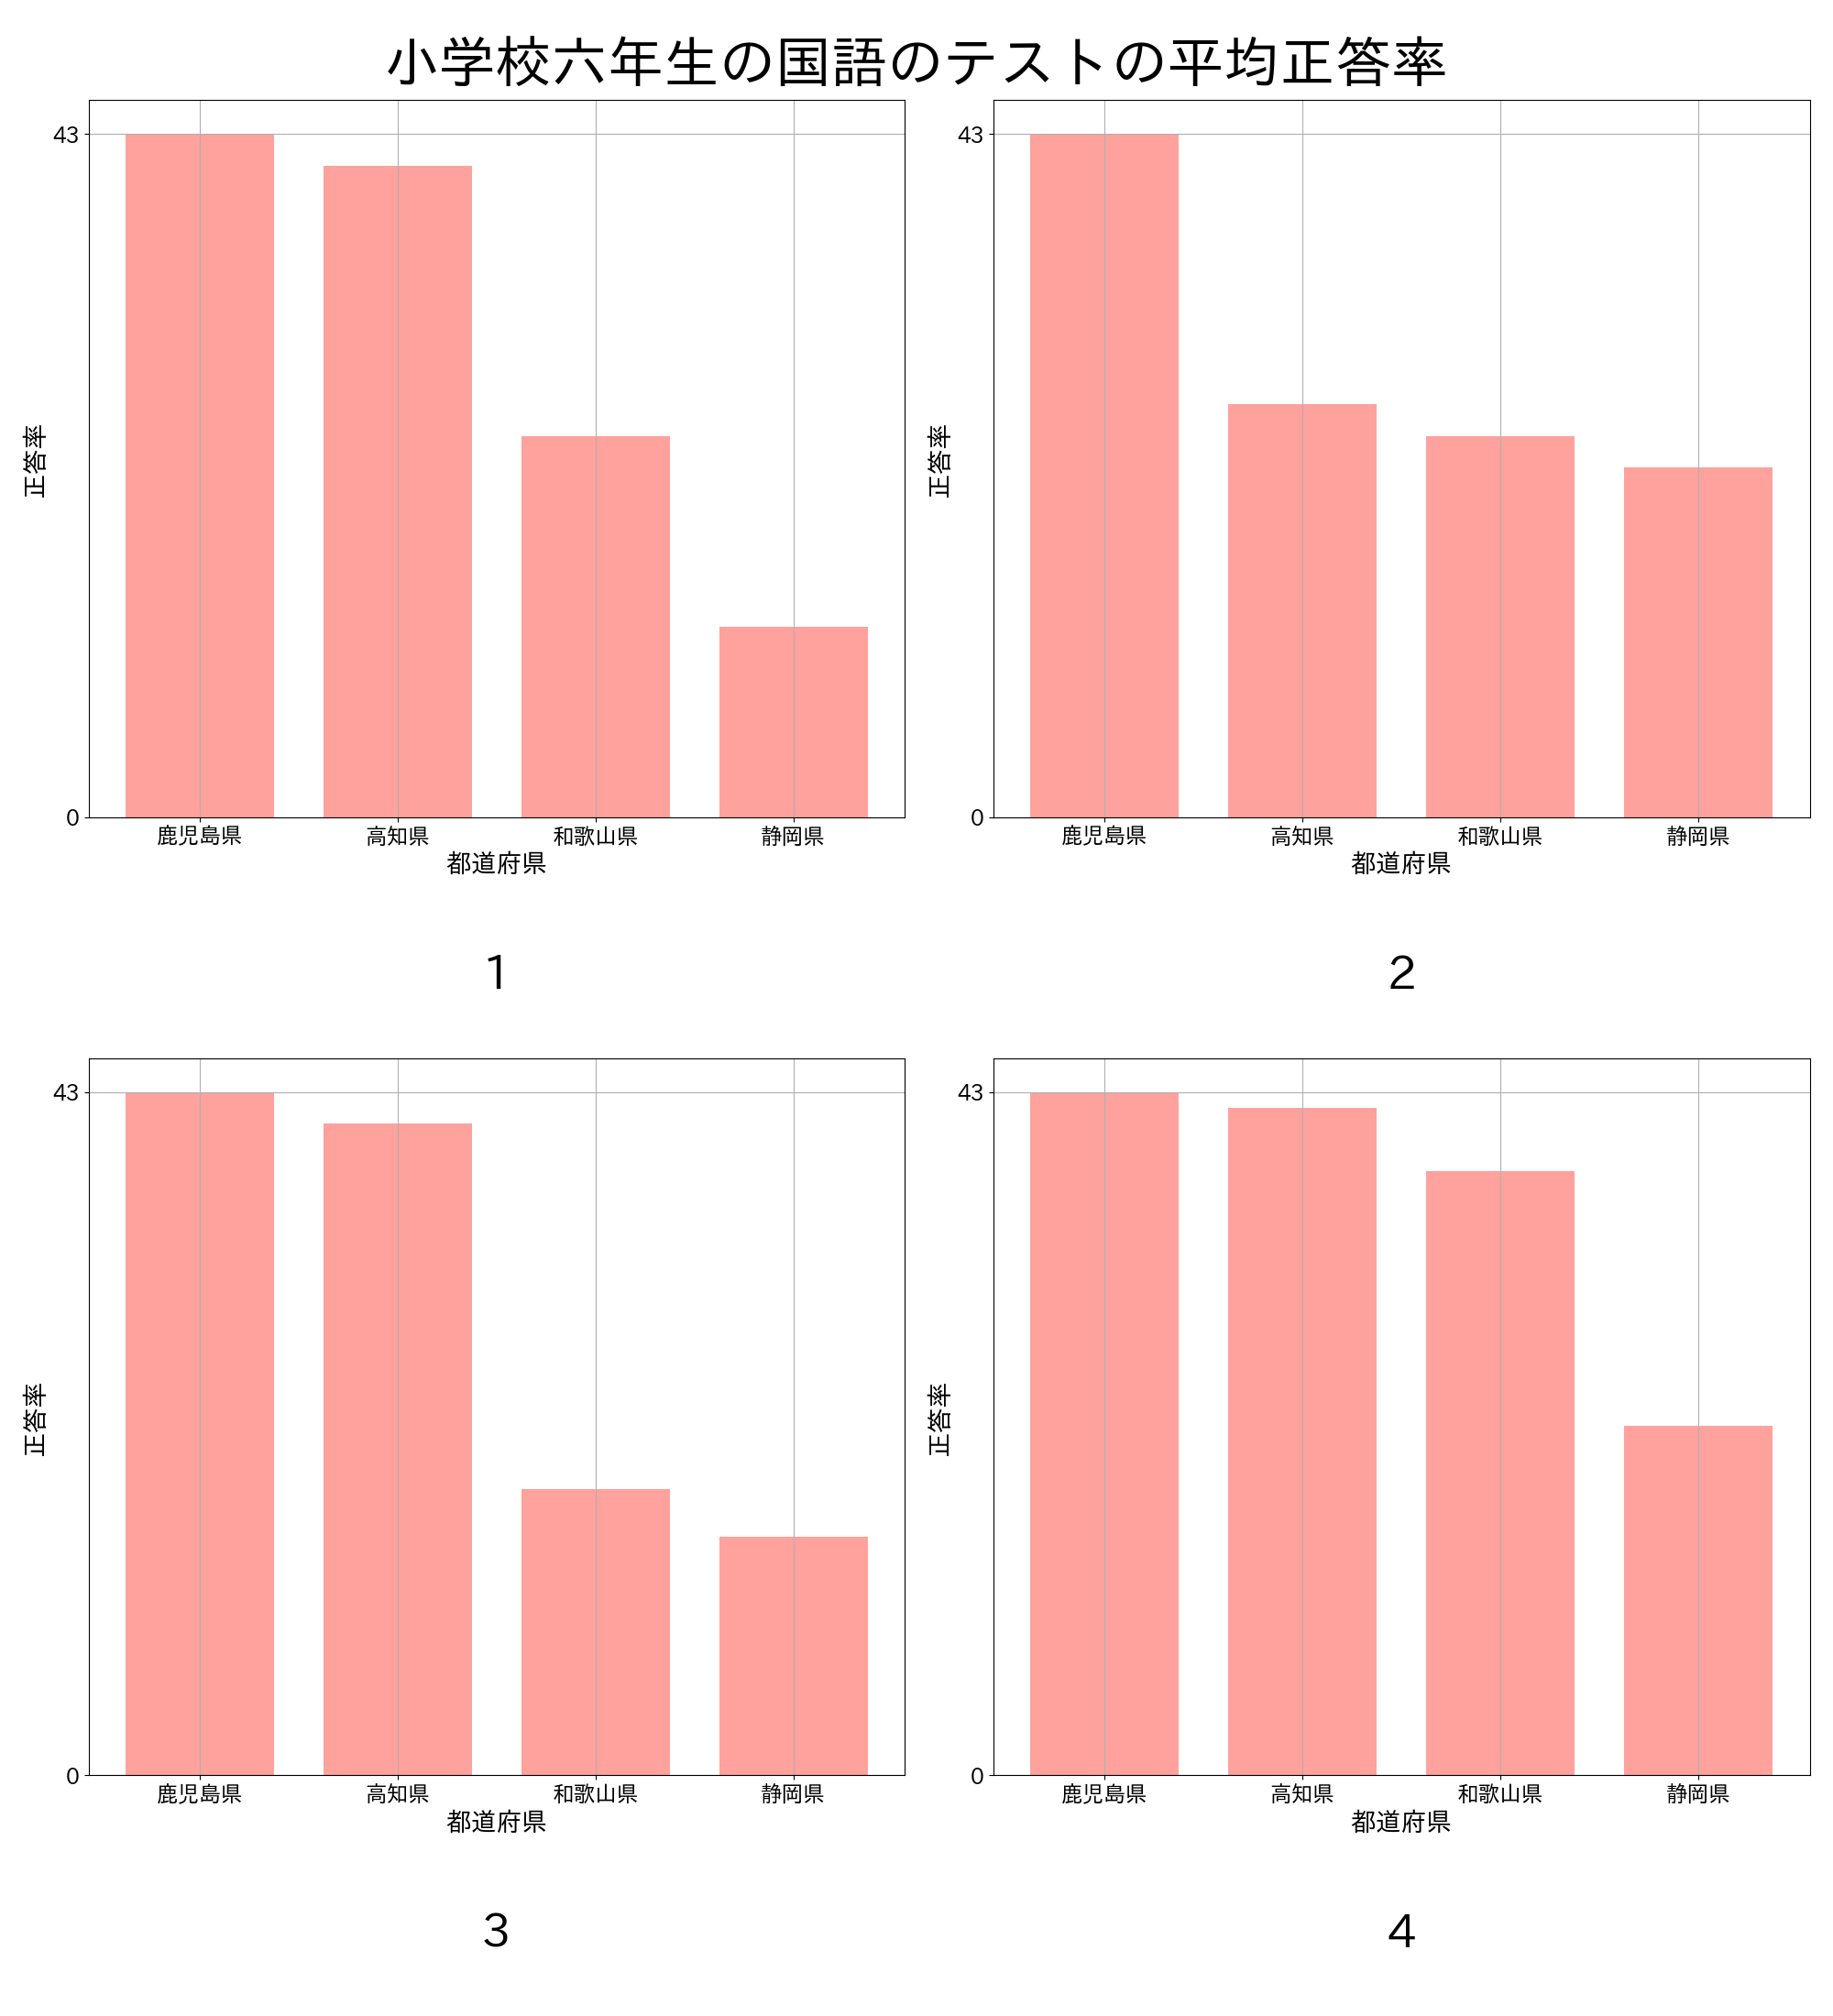 小学校六年生の国語のテストの平均正答率
43
0
正答率
鹿児島県 高知県 和歌山県 静岡県
都道府県
1
43
0
正答率
鹿児島県 高知県 和歌山県 静岡県
都道府県
2
43
0
正答率
鹿児島県 高知県 和歌山県 静岡県
都道府県
3
43
0
正答率
鹿児島県 高知県 和歌山県 静岡県
都道府県
4